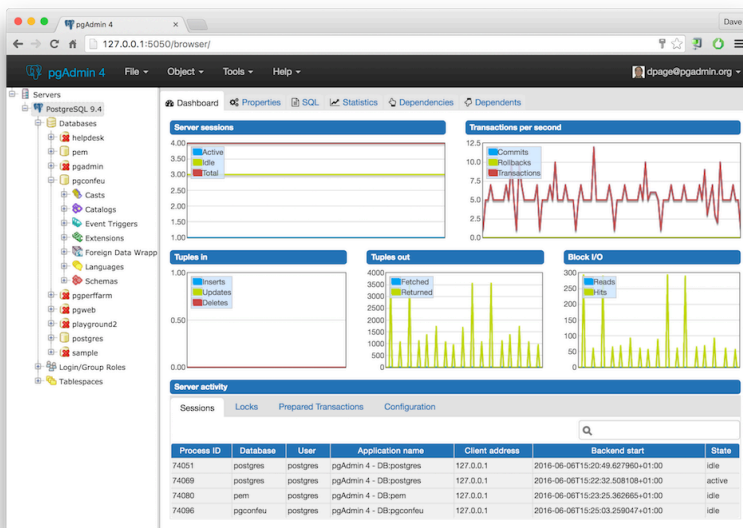 pgAdmin 4
Dave
127.0.0.1:5050/browser/
pgAdmin 4 File Object Tools Help dpage@pgadmin.org
Servers
PostgreSQL 9.4
Databases
helpdesk
pem
pgadmin
pgconfeu
Casts
Catalogs
Event Triggers
Extensions
Foreign Data Wrapp
Languages
Schemas
pgperffarm
pgweb
playground2
postgres
sample
Login/Group Roles
Tablespaces
Dashboard Properties SQL Statistics Dependencies Dependents
Server sessions
4.00
3.50
3.00
2.50
2.00
1.50
1.00
Active
Idle
Total
Transactions per second
12.5
10.0
7.5
5.0
2.5
0.0
Commits
Rollbacks
Transactions
Tuples in
1.00
0.50
0.00
Inserts
Updates
Deletes
Tuples out
4000
3500
3000
2500
2000
1500
1000
500
0
Fetched
Returned
Block I/O
300
250
200
150
100
50
0
Reads
Hits
Server activity
Sessions Locks Prepared Transactions Configuration
Process ID Database User Application name Client address Backend start State
74051 postgres postgres pgAdmin 4 - DB:postgres 127.0.0.1 2016-06-06T15:20:49.627960+01:00 idle
74069 postgres postgres pgAdmin 4 - DB:postgres 127.0.0.1 2016-06-06T15:22:32.508108+01:00 active
74080 pem postgres pgAdmin 4 - DB:pem 127.0.0.1 2016-06-06T15:23:25.362665+01:00 idle
74096 pgconfeu postgres pgAdmin 4 - DB:pgconfeu 127.0.0.1 2016-06-06T15:25:03.259047+01:00 idle